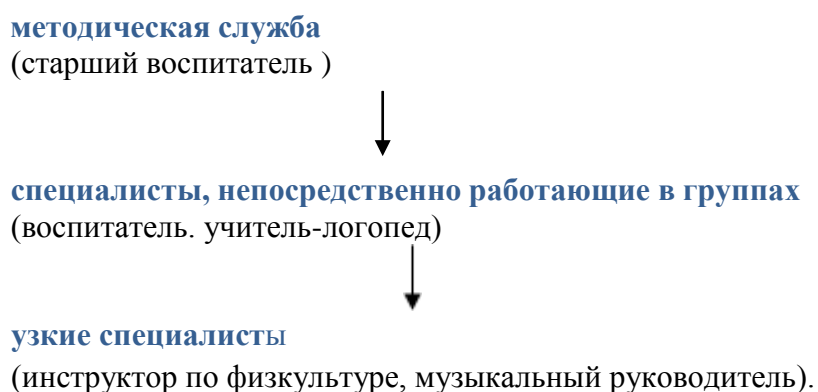 методическая служба
(старший воспитатель )
специалисты, непосредственно работающие в группах
(воспитатель. учитель-логопед)
узкие специалисты
(инструктор по физкультуре, музыкальный руководитель).